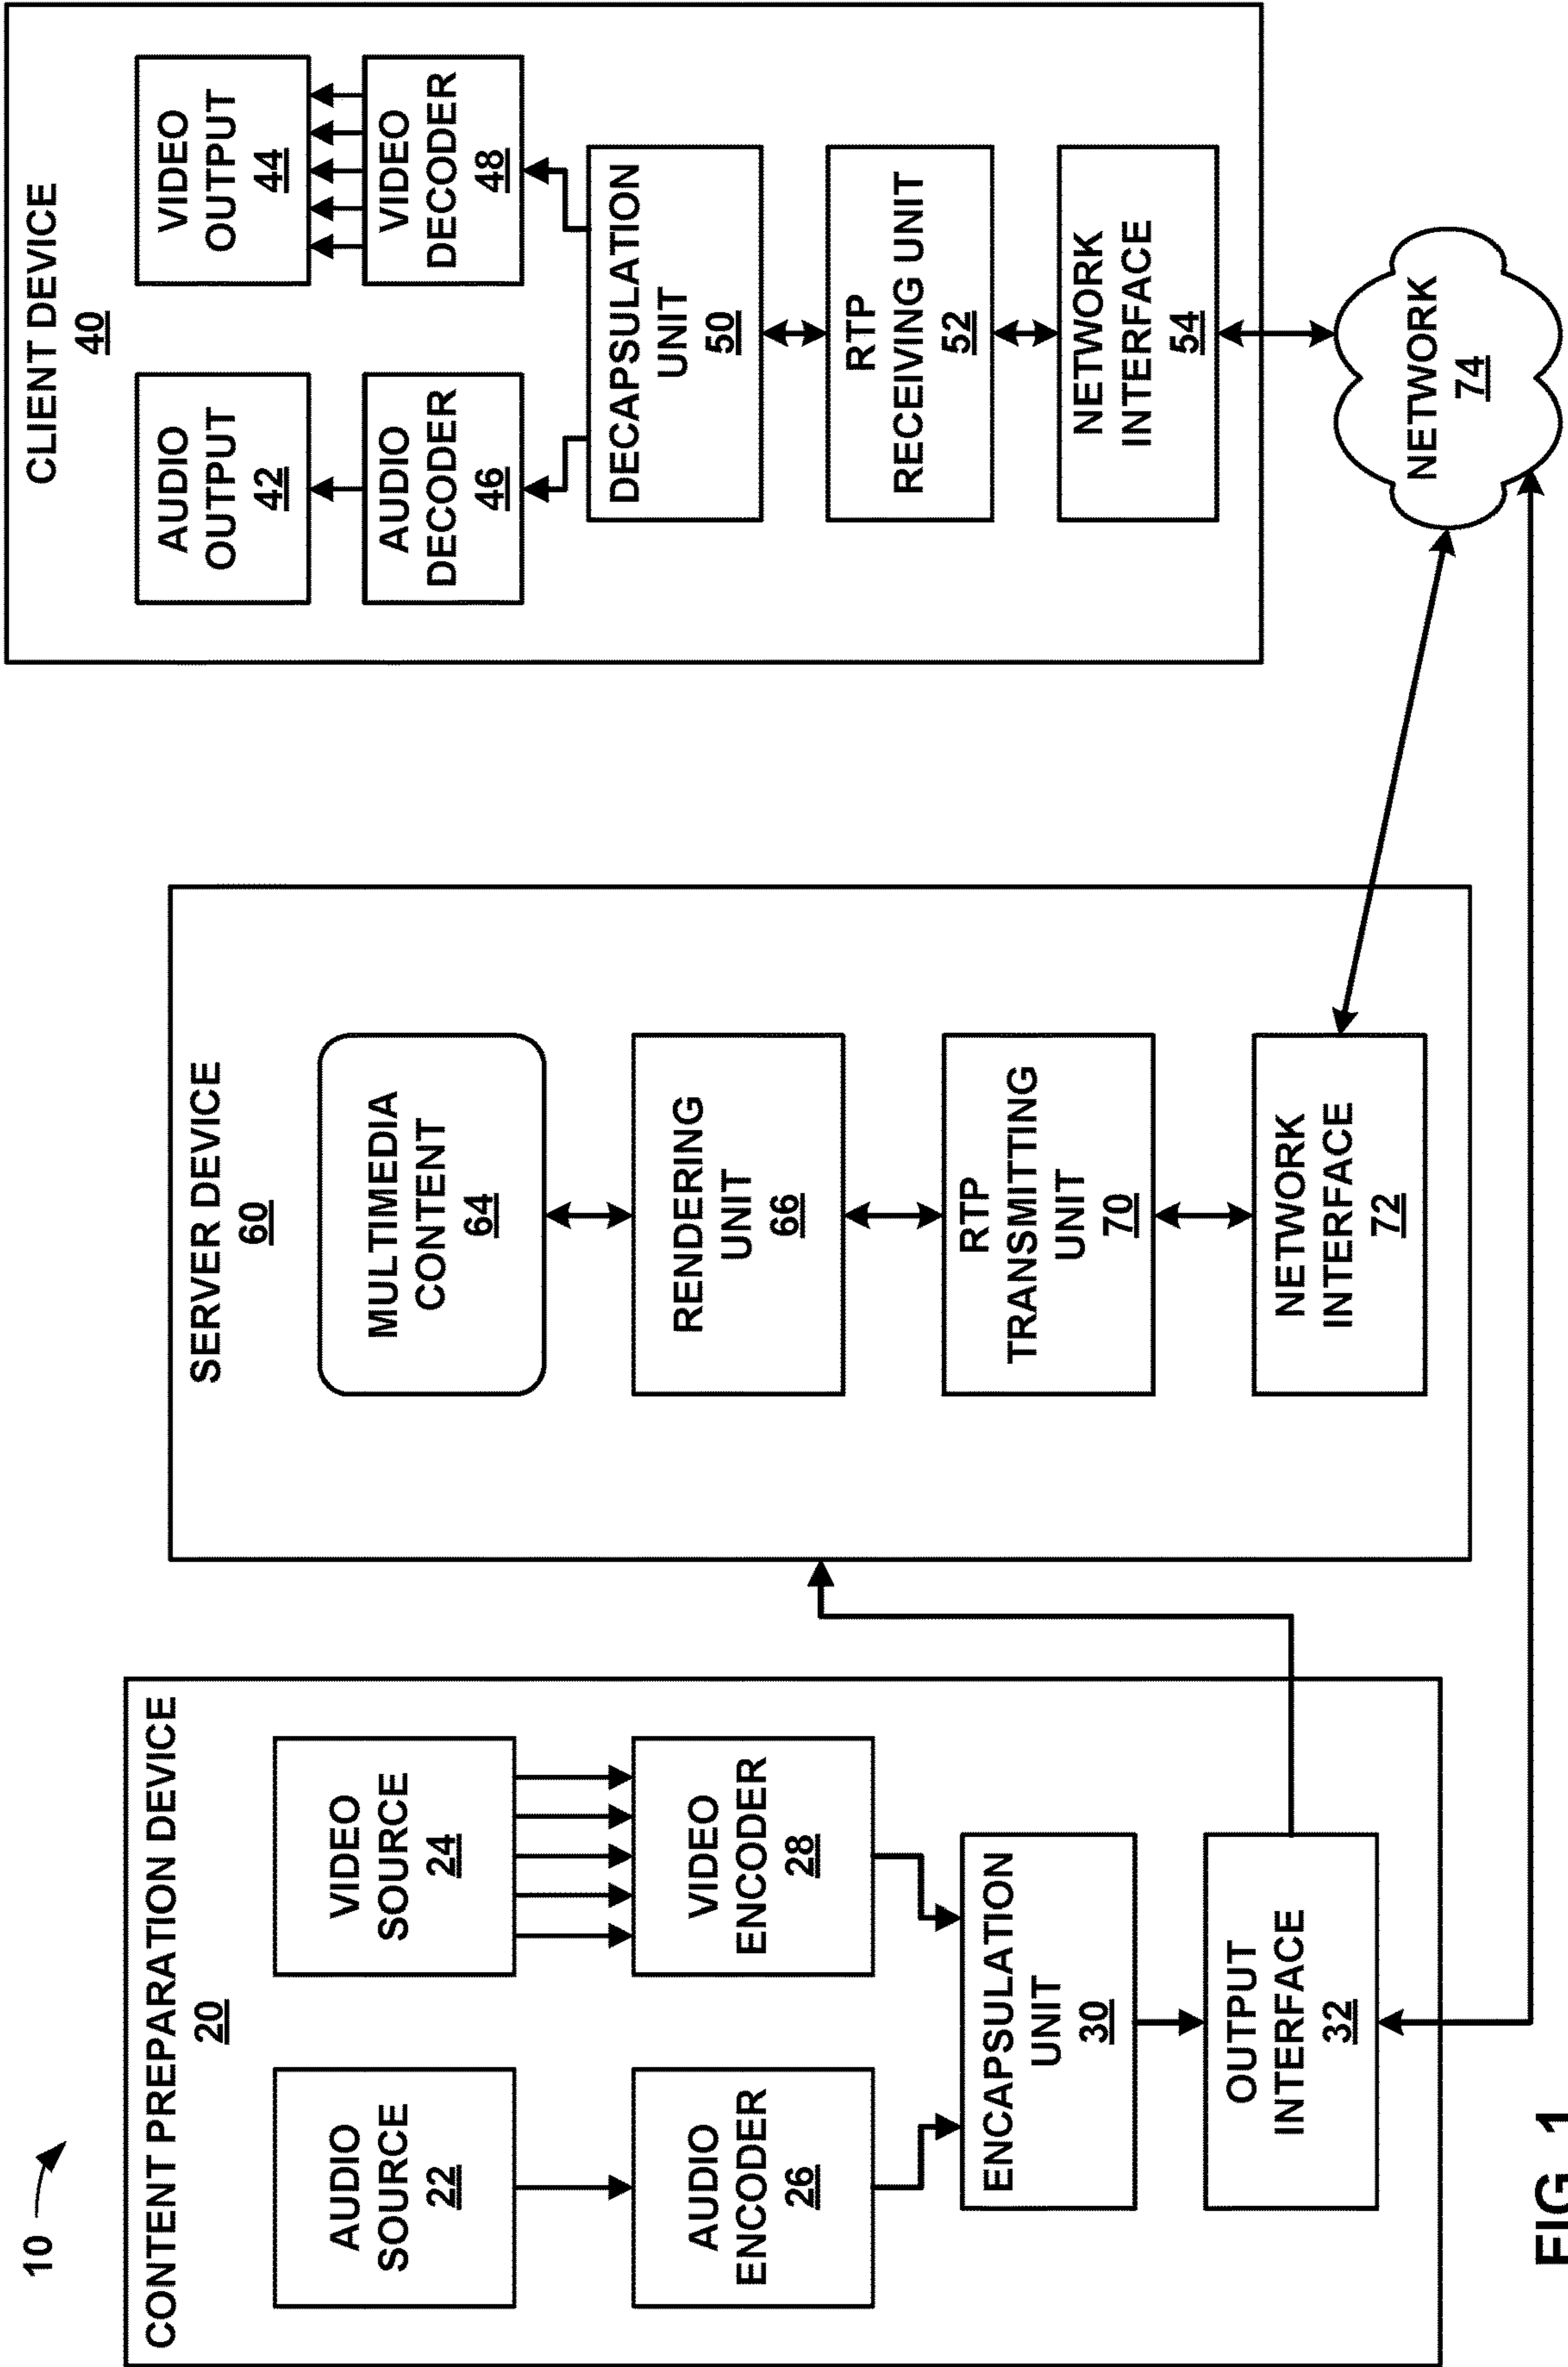 10
CONTENT PREPARATION DEVICE
20
AUDIO
SOURCE
22
VIDEO
SOURCE
24
AUDIO
ENCODER
26
VIDEO
ENCODER
28
ENCAPSULATION
UNIT
30
OUTPUT
INTERFACE
32
SERVER DEVICE
60
MULTIMEDIA
CONTENT
64
RENDERING
UNIT
66
RTP
TRANSMITTING
UNIT
70
NETWORK
INTERFACE
72
CLIENT DEVICE
40
AUDIO
OUTPUT
42
VIDEO
OUTPUT
44
AUDIO
DECODER
46
VIDEO
DECODER
48
DECAPSULATION
UNIT
50
RTP
RECEIVING UNIT
52
NETWORK
INTERFACE
54
NETWORK
74
FIG. 1